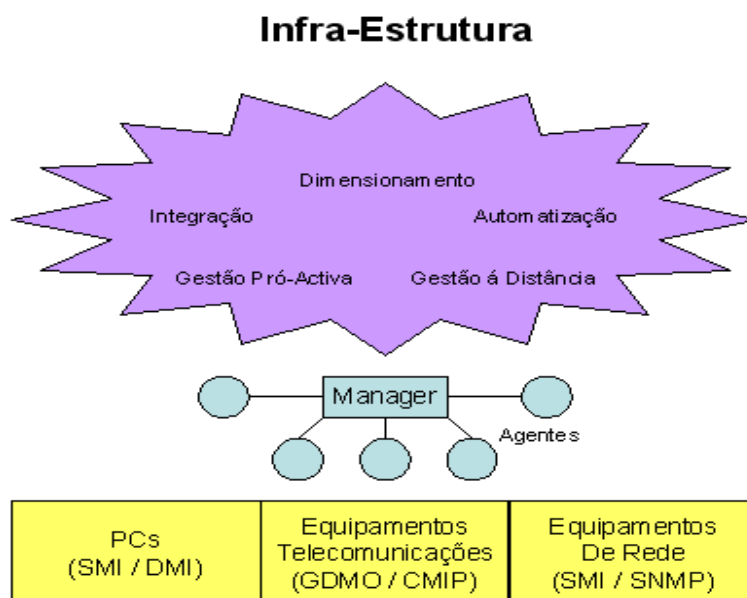 Infra-Estrutura
Dimensionamento
Integração
Automatização
Gestão Pró-Activa
Gestão á Distância
Manager
Agentes
PCs
(SMI / DMI)
Equipamentos
Telecomunicações
(GDMO / CMIP)
Equipamentos
De Rede
(SMI / SNMP)